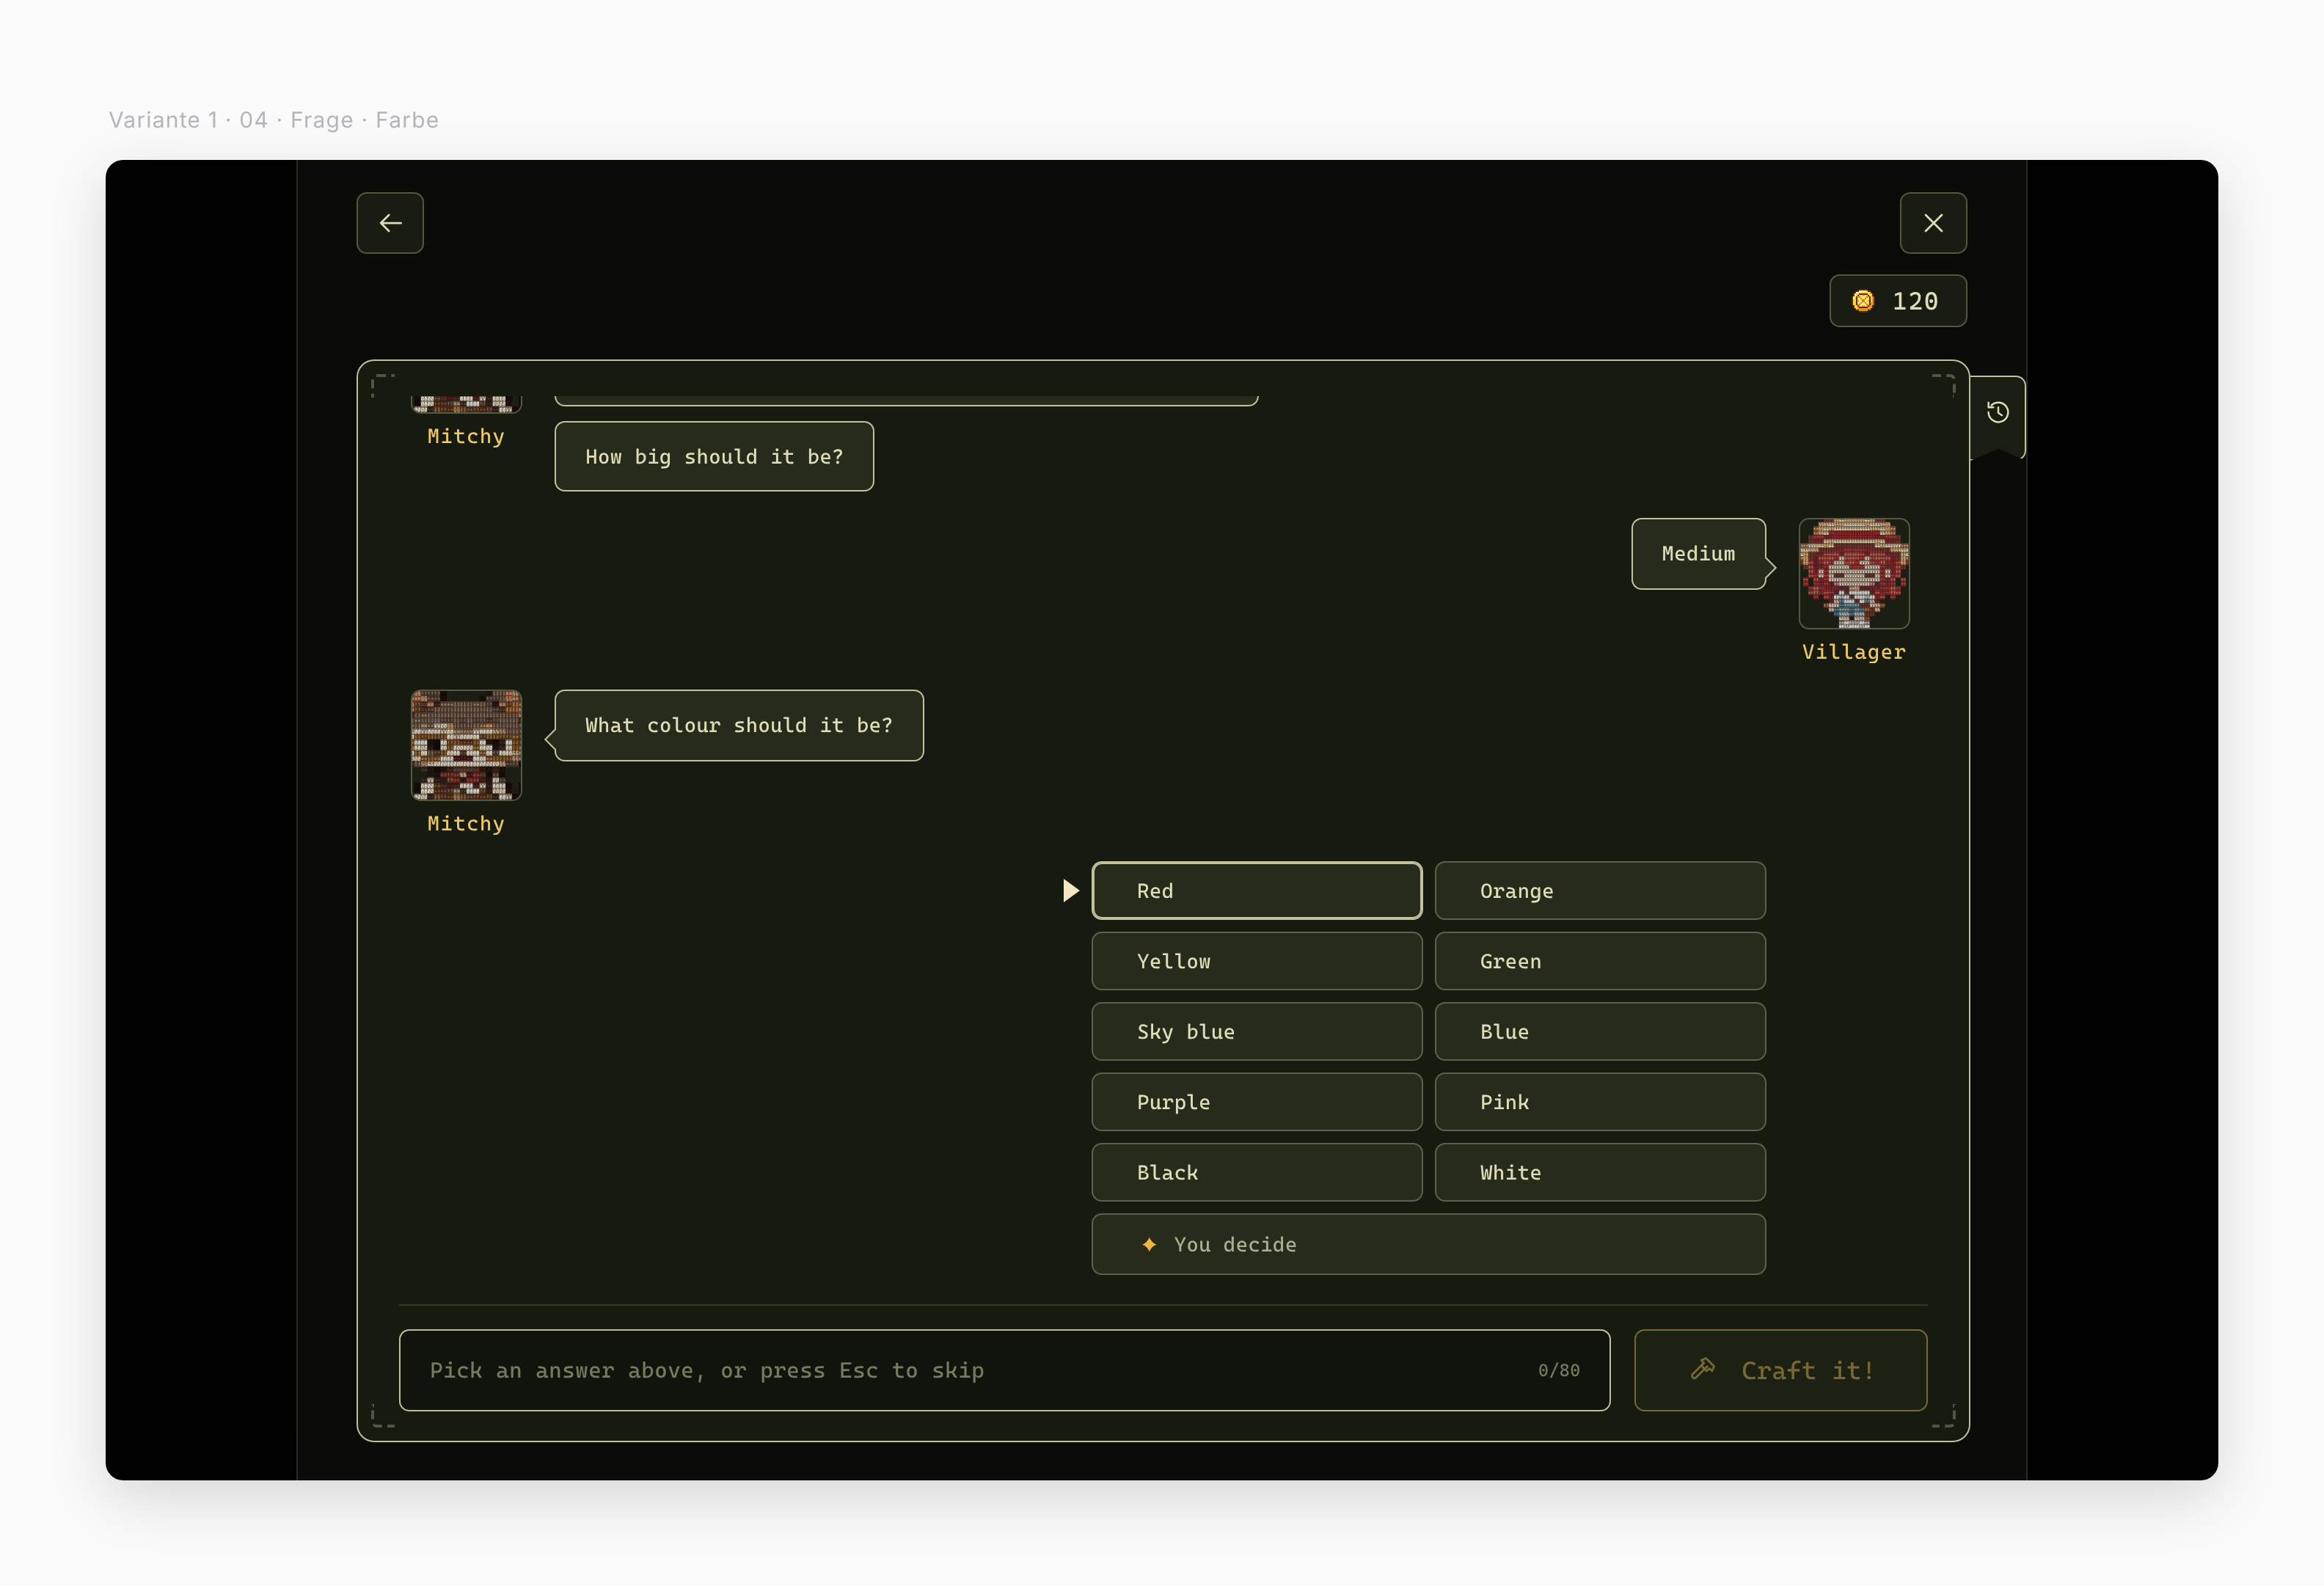 Variante 1 · 04 · Frage · Farbe
120
Mitchy
How big should it be?
Medium
Villager
What colour should it be?
Mitchy
Red
Orange
Yellow
Green
Sky blue
Blue
Purple
Pink
Black
White
You decide
Pick an answer above, or press Esc to skip
0/80
Craft it!